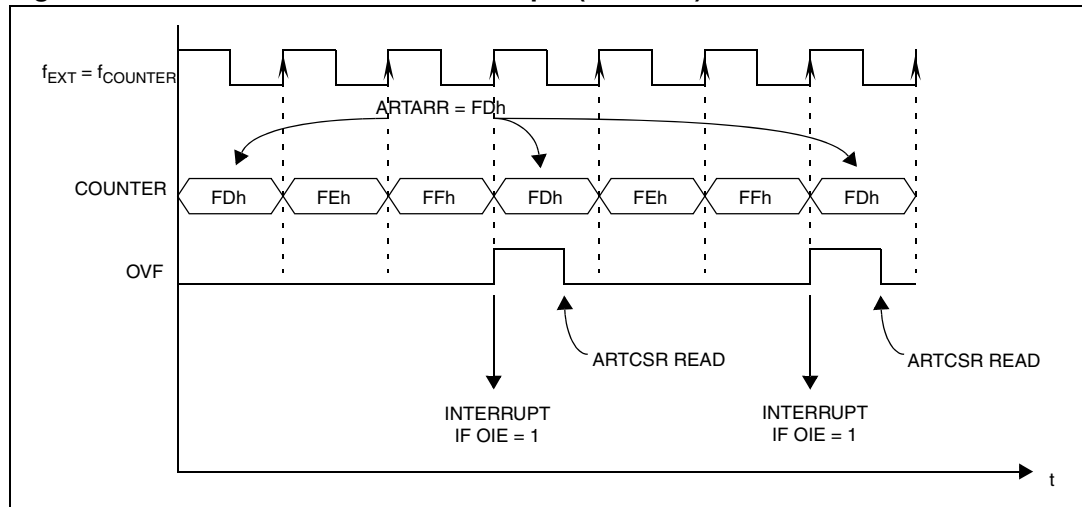 fEXT = fCOUNTER
ARTARR = FDh
COUNTER
FDh
FEh
FFh
FDh
FEh
FFh
FDh
OVF
ARTCSR READ
ARTCSR READ
INTERRUPT
IF OIE = 1
INTERRUPT
IF OIE = 1
t